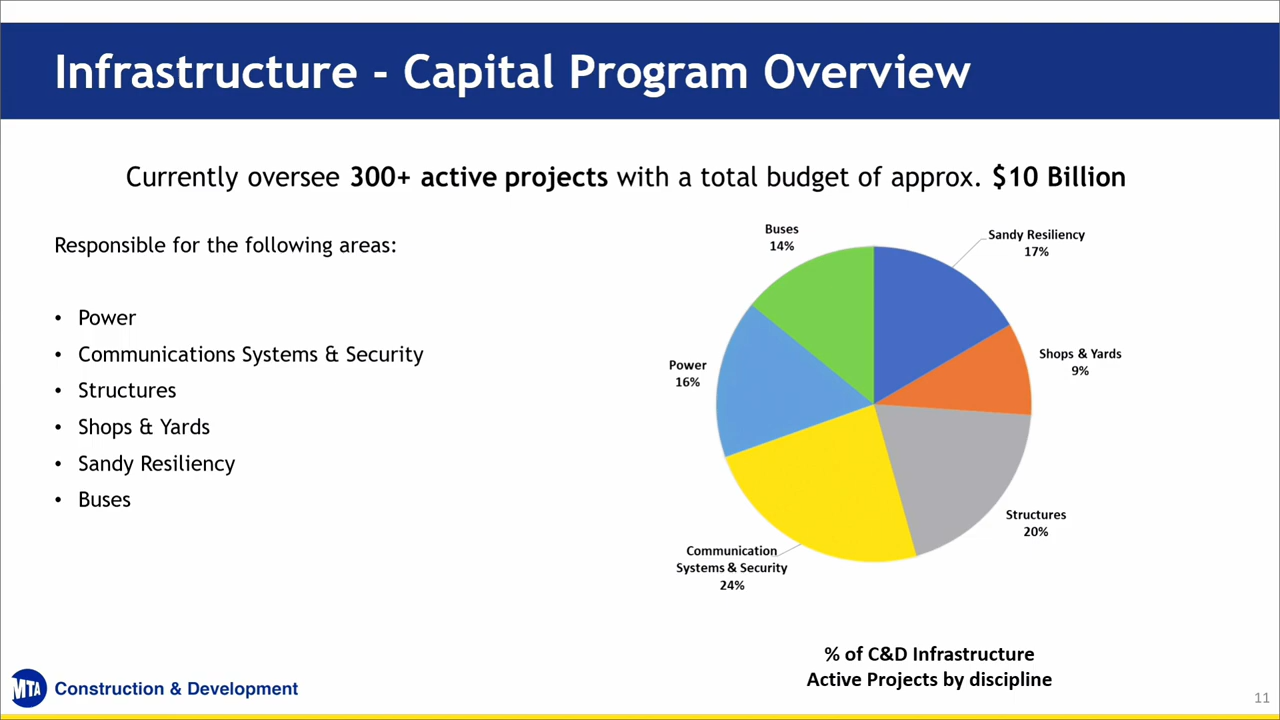 Infrastructure - Capital Program Overview
Currently oversee 300+ active projects with a total budget of approx. $10 Billion
Responsible for the following areas:
• Power
• Communications Systems & Security
• Structures
• Shops & Yards
• Sandy Resiliency
• Buses
Buses
14%
Sandy Resiliency
17%
Shops & Yards
9%
Power
16%
Structures
20%
Communication
Systems & Security
24%
% of C&D Infrastructure
Active Projects by discipline
MTA Construction & Development
11